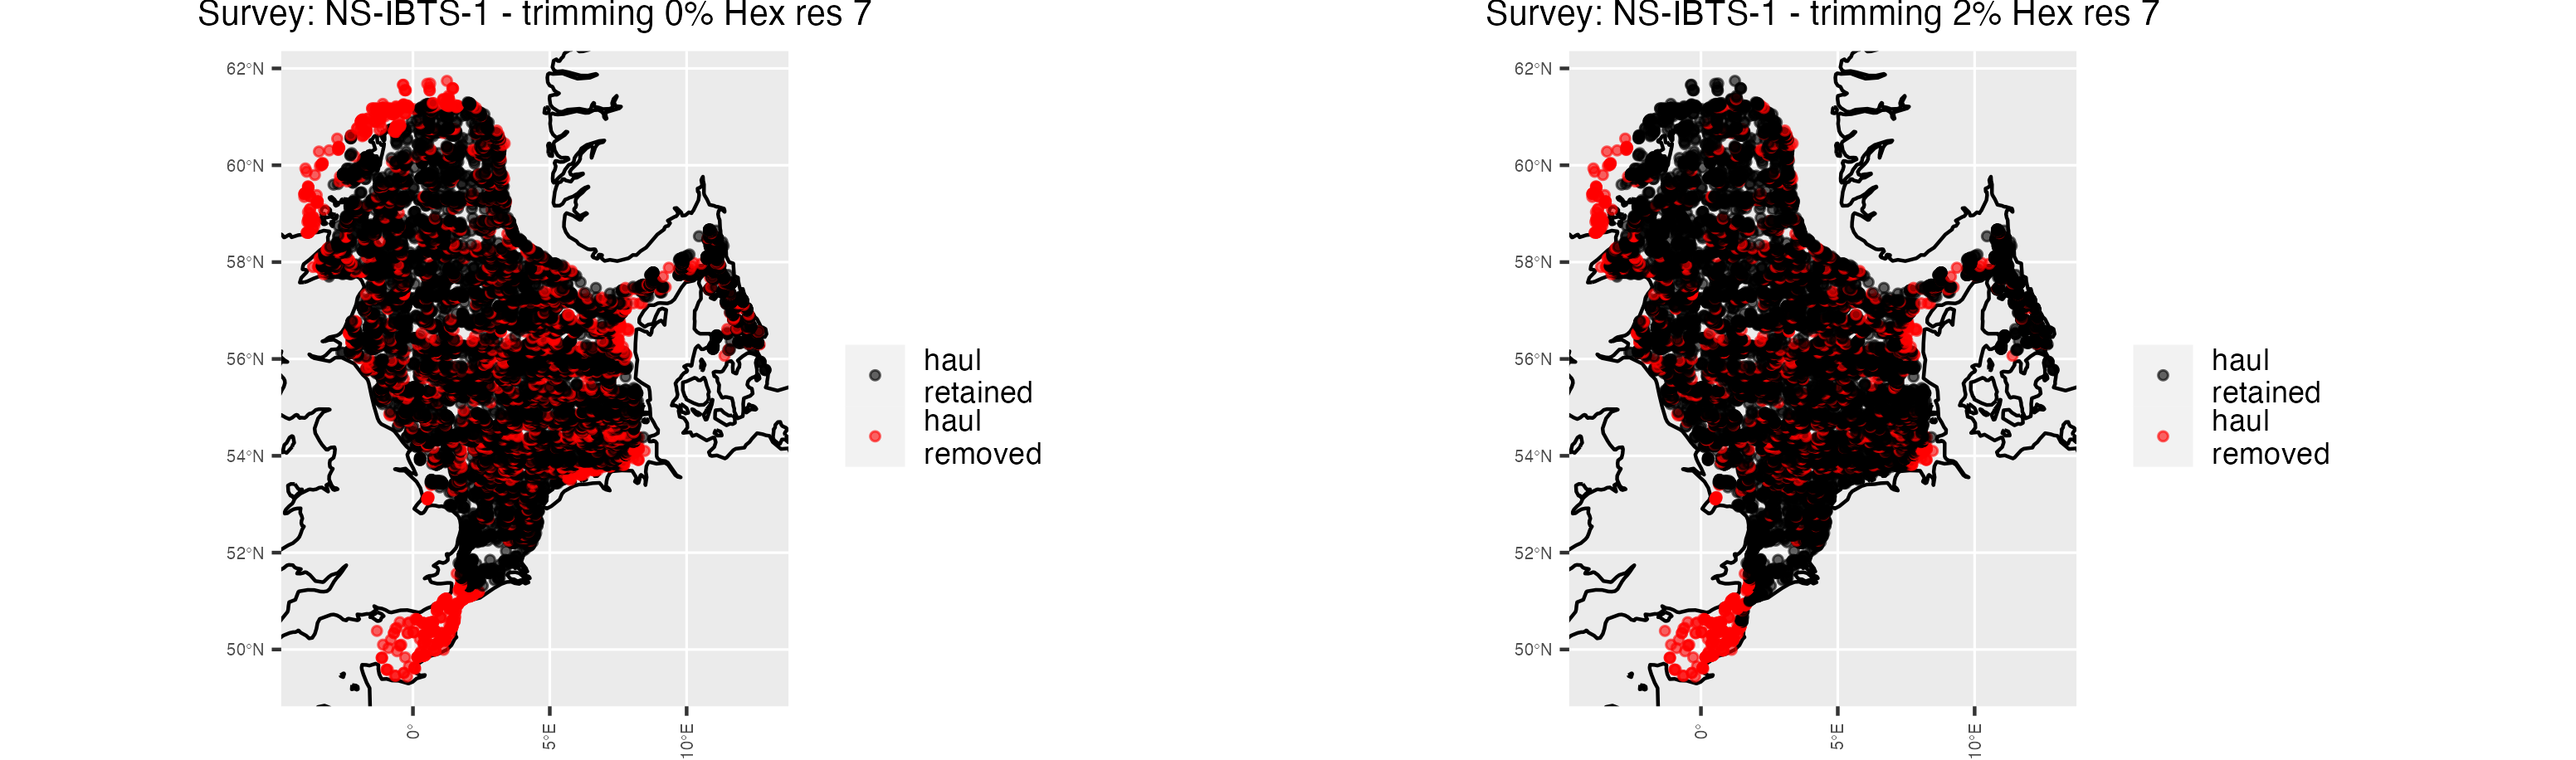 Survey: NS-IBTS-1 - trimming 0% Hex res 7
62°N
60°N
58°N
56°N
54°N
52°N
50°N
0°
5°E
10°E
haul
retained
haul
removed
Survey: NS-IBTS-1 - trimming 2% Hex res 7
62°N
60°N
58°N
56°N
54°N
52°N
50°N
0°
5°E
10°E
haul
retained
haul
removed